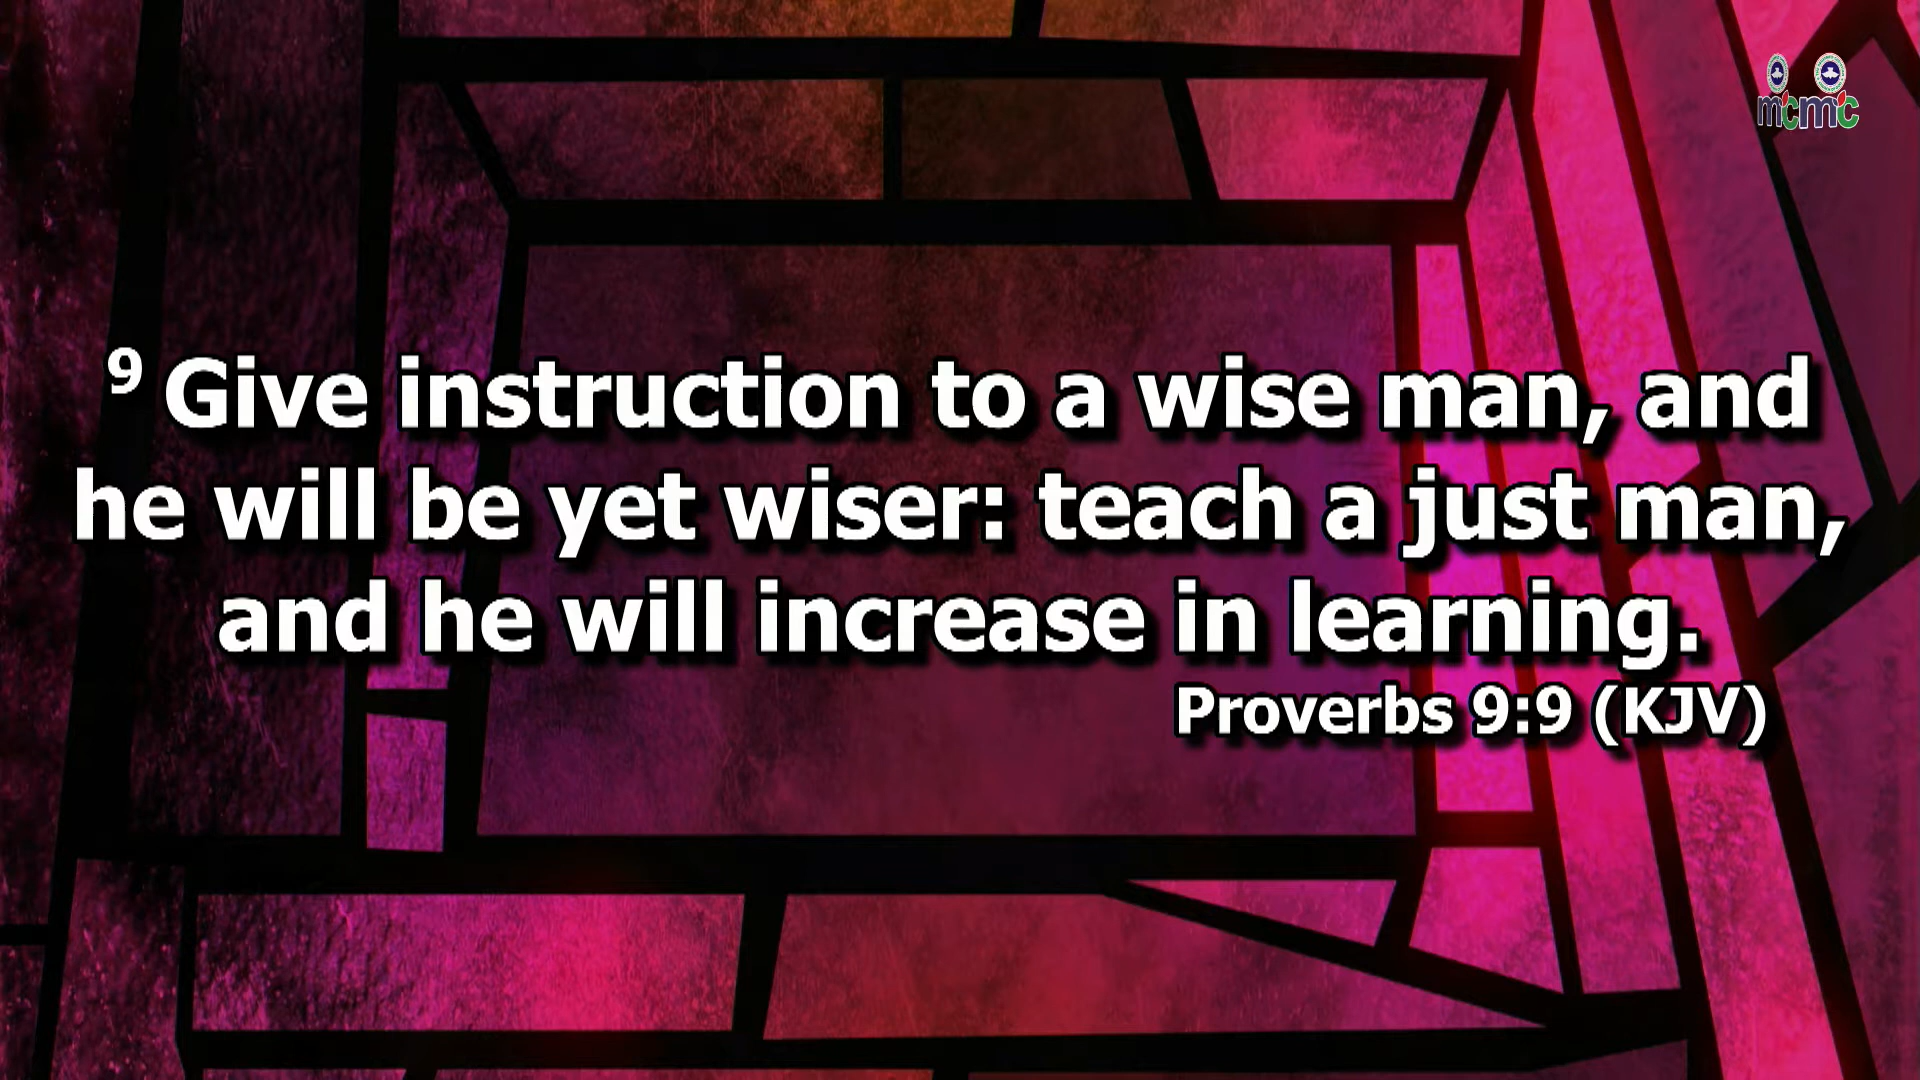 mcmc
9 Give instruction to a wise man, and
he will be yet wiser: teach a just man,
and he will increase in learning.
Proverbs 9:9 (KJV)